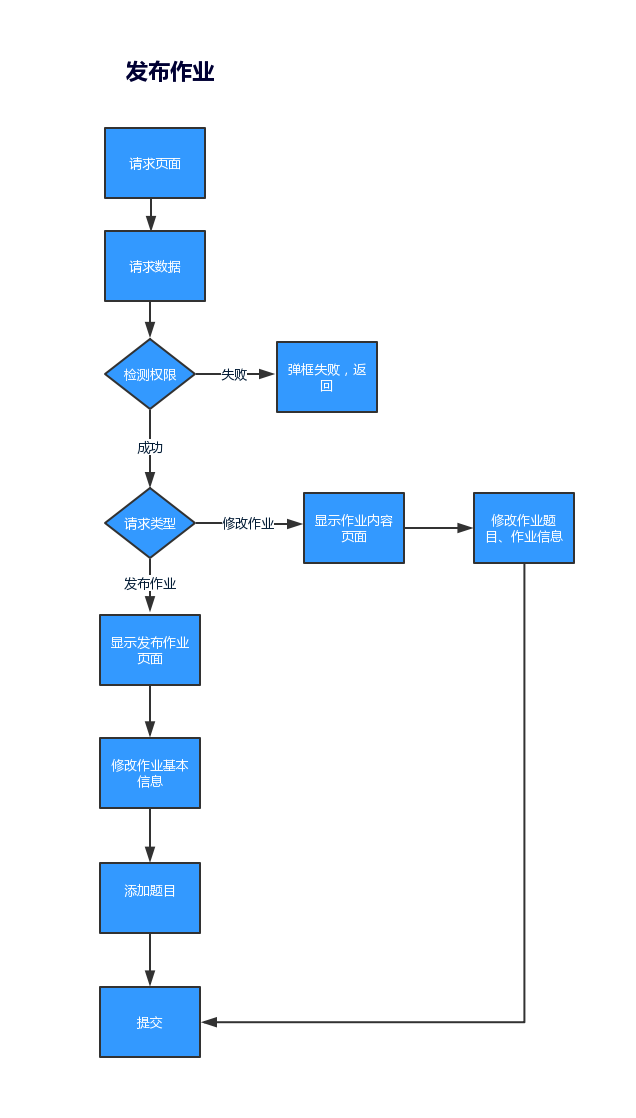 发布作业
请求页面
请求数据
检测权限
失败
弹框失败，返
回
成功
请求类型
修改作业
显示作业内容
页面
修改作业题
目、作业信息
发布作业
显示发布作业
页面
修改作业基本
信息
添加题目
提交